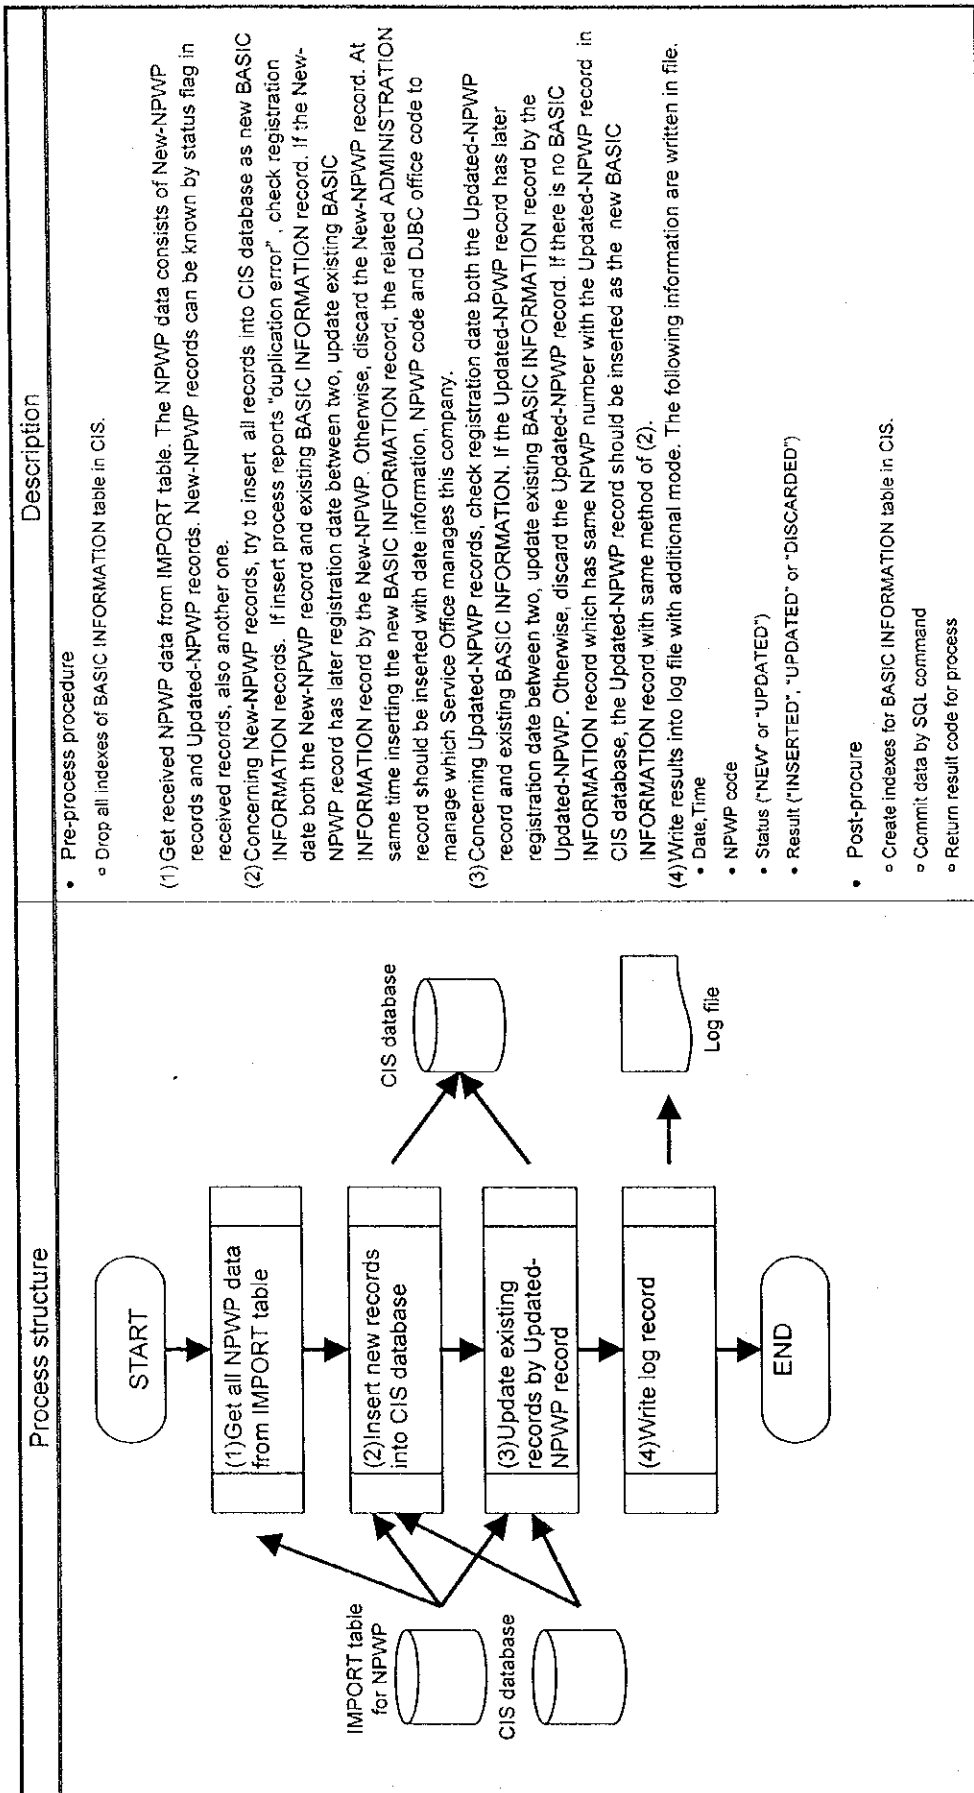 Process structure
Description
START
(1)Get all NPWP data
from IMPORT table
(2)Insert new records
into CIS database
(3)Update existing
records by Updated-
NPWP record
(4)Write log record
END
IMPORT table
for NPWP
CIS database
CIS database
Log file
• Pre-process procedure
o Drop all indexes of BASIC INFORMATION table in CIS.
(1)Get received NPWP data from IMPORT table. The NPWP data consists of New-NPWP
records and Updated-NPWP records. New-NPWP records can be known by status flag in
received records, also another one.
(2)Concerning New-NPWP records, try to insert all records into CIS database as new BASIC
INFORMATION records. If insert process reports "duplication error" , check registration
date both the New-NPWP record and existing BASIC INFORMATION record. If the New-
NPWP record has later registration date between two, update existing BASIC
INFORMATION record by the New-NPWP. Otherwise, discard the New-NPWP record. At
same time inserting the new BASIC INFORMATION record, the related ADMINISTRATION
record should be inserted with date information, NPWP code and DJBC office code to
manage which Service Office manages this company.
(3)Concerning Updated-NPWP records, check registration date both the Updated-NPWP
record and existing BASIC INFORMATION. If the Updated-NPWP record has later
registration date between two, update existing BASIC INFORMATION record by the
Updated-NPWP. Otherwise, discard the Updated-NPWP record. If there is no BASIC
INFORMATION record which has same NPWP number with the Updated-NPWP record in
CIS database, the Updated-NPWP record should be inserted as the new BASIC
INFORMATION record with same method of (2).
(4)Write results into log file with additional mode. The following information are written in file.
• Date,Time
• NPWP code
• Status ("NEW" or "UPDATED")
• Result ("INSERTED", "UPDATED" or "DISCARDED")
• Post-procure
o Create indexes for BASIC INFORMATION table in CIS.
o Commit data by SQL command
o Return result code for process